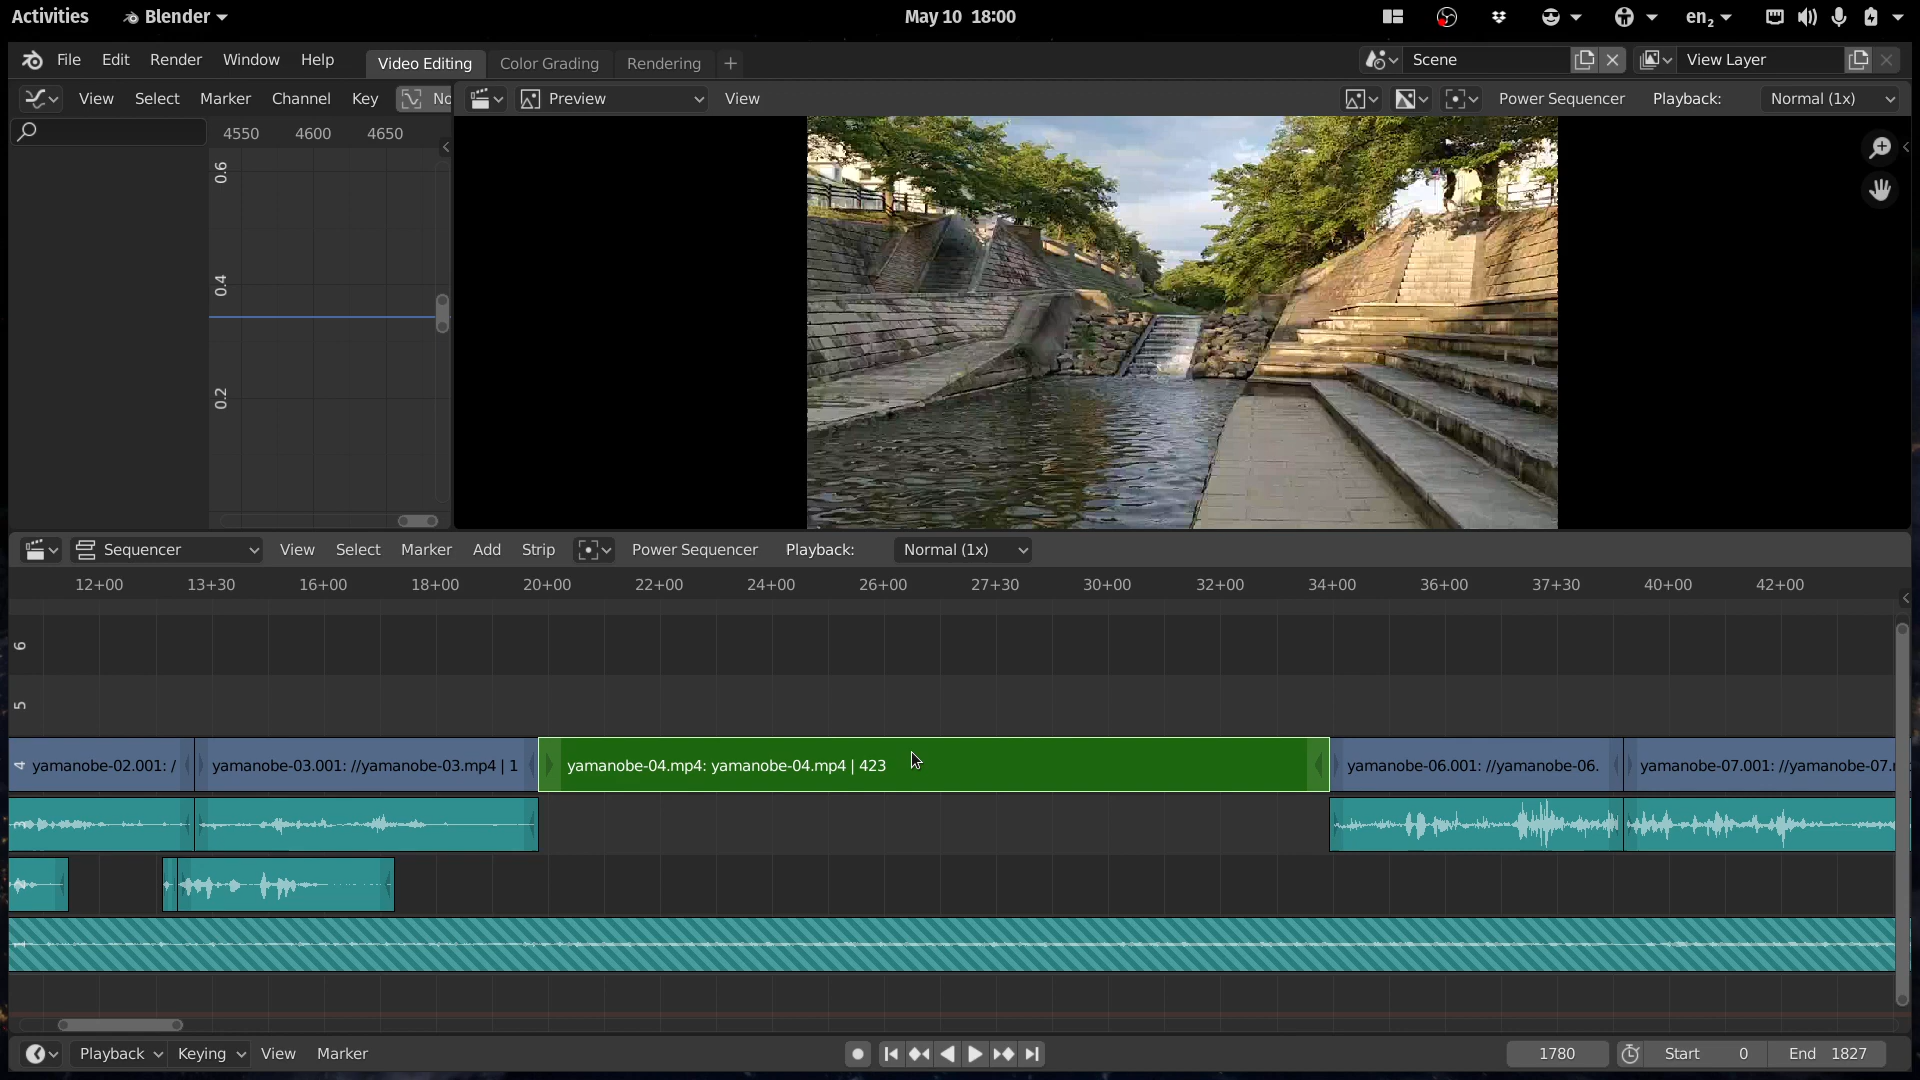 Activities Blender May 10 18:00 en2
File Edit Render Window Help Video Editing Color Grading Rendering + Scene View Layer
View Select Marker Channel Key No Preview View Power Sequencer Playback: Normal (1x)
4550 4600 4650
0.6
0.4
0.2
Sequencer View Select Marker Add Strip Power Sequencer Playback: Normal (1x)
12+00 13+30 16+00 18+00 20+00 22+00 24+00 26+00 27+30 30+00 32+00 34+00 36+00 37+30 40+00 42+00
6
5
4 yamanobe-02.001: / yamanobe-03.001: //yamanobe-03.mp4 | 1 yamanobe-04.mp4: yamanobe-04.mp4 | 423 yamanobe-06.001: //yamanobe-06. yamanobe-07.001: //yamanobe-07.
Playback Keying View Marker 1780 Start 0 End 1827